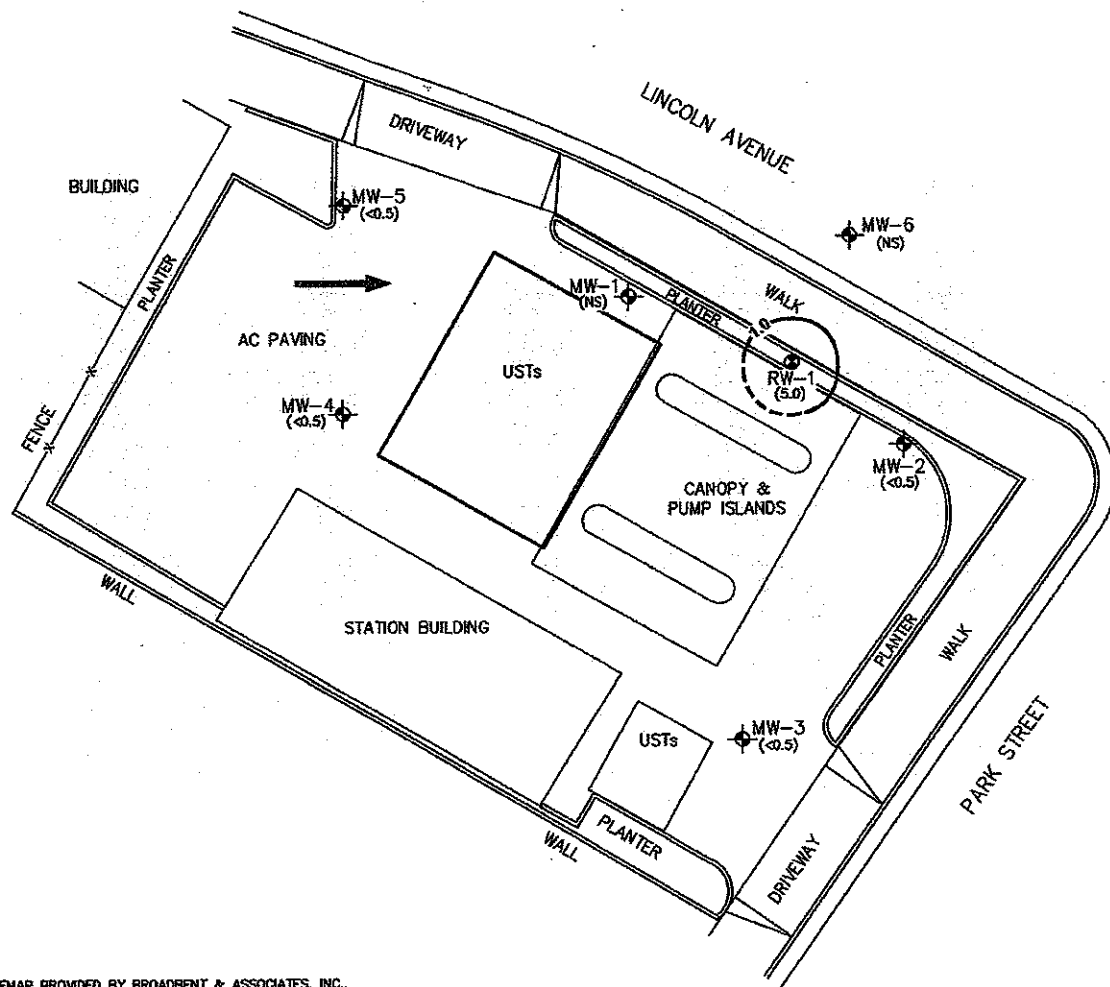 LINCOLN AVENUE
DRIVEWAY
BUILDING
MW-5
(<0.5)
MW-6
(NS)
PLANTER
MW-1
(NS)
PLANTER
WALK
1.0
AC PAVING
USTs
RW-1
(5.0)
MW-4
(<0.5)
FENCE
MW-2
(<0.5)
CANOPY &
PUMP ISLANDS
WALL
STATION BUILDING
PLANTER
WALK
USTs
MW-3
(<0.5)
PARK STREET
PLANTER
WALL
DRIVEWAY
PROVIDED BY BROADBENT & ASSOCIATES, INC.,